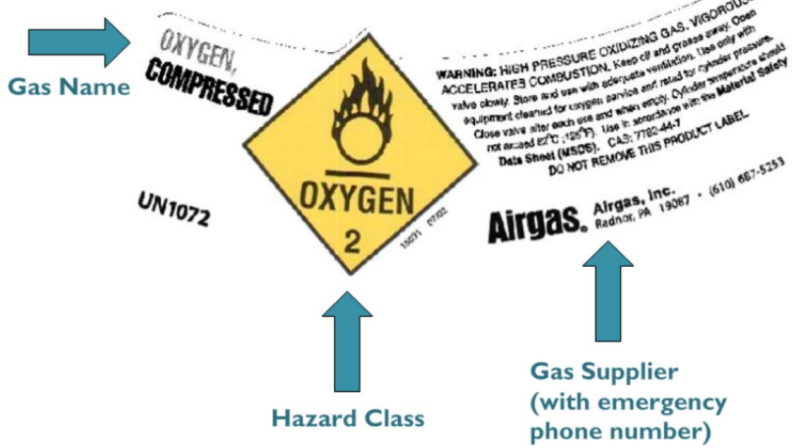 Gas Name
OXYGEN,
COMPRESSED
UN1072
OXYGEN
2
WARNING: HIGH PRESSURE OXIDIZING GAS. VIGOROUS
ACCELERATES COMBUSTION. Keep oil and grease away. Open
valve slowly. Store and use with adequate ventilation. Use only with
equipment cleaned for oxygen service and rated for cylinder pressure.
Close valve after each use and when empty. Cylinder temperature should
not exceed 52°C (125°F). Use in accordance with the Material Safety
Data Sheet (MSDS). CAS: 7782-44-7
DO NOT REMOVE THIS PRODUCT LABEL
Airgas. Airgas, Inc.
Radnor, PA 19087 • (610) 687-5253
Hazard Class
Gas Supplier
(with emergency
phone number)